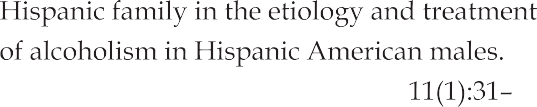 Hispanic family in the etiology and treatment
of alcoholism in Hispanic American males.
11(1):31–